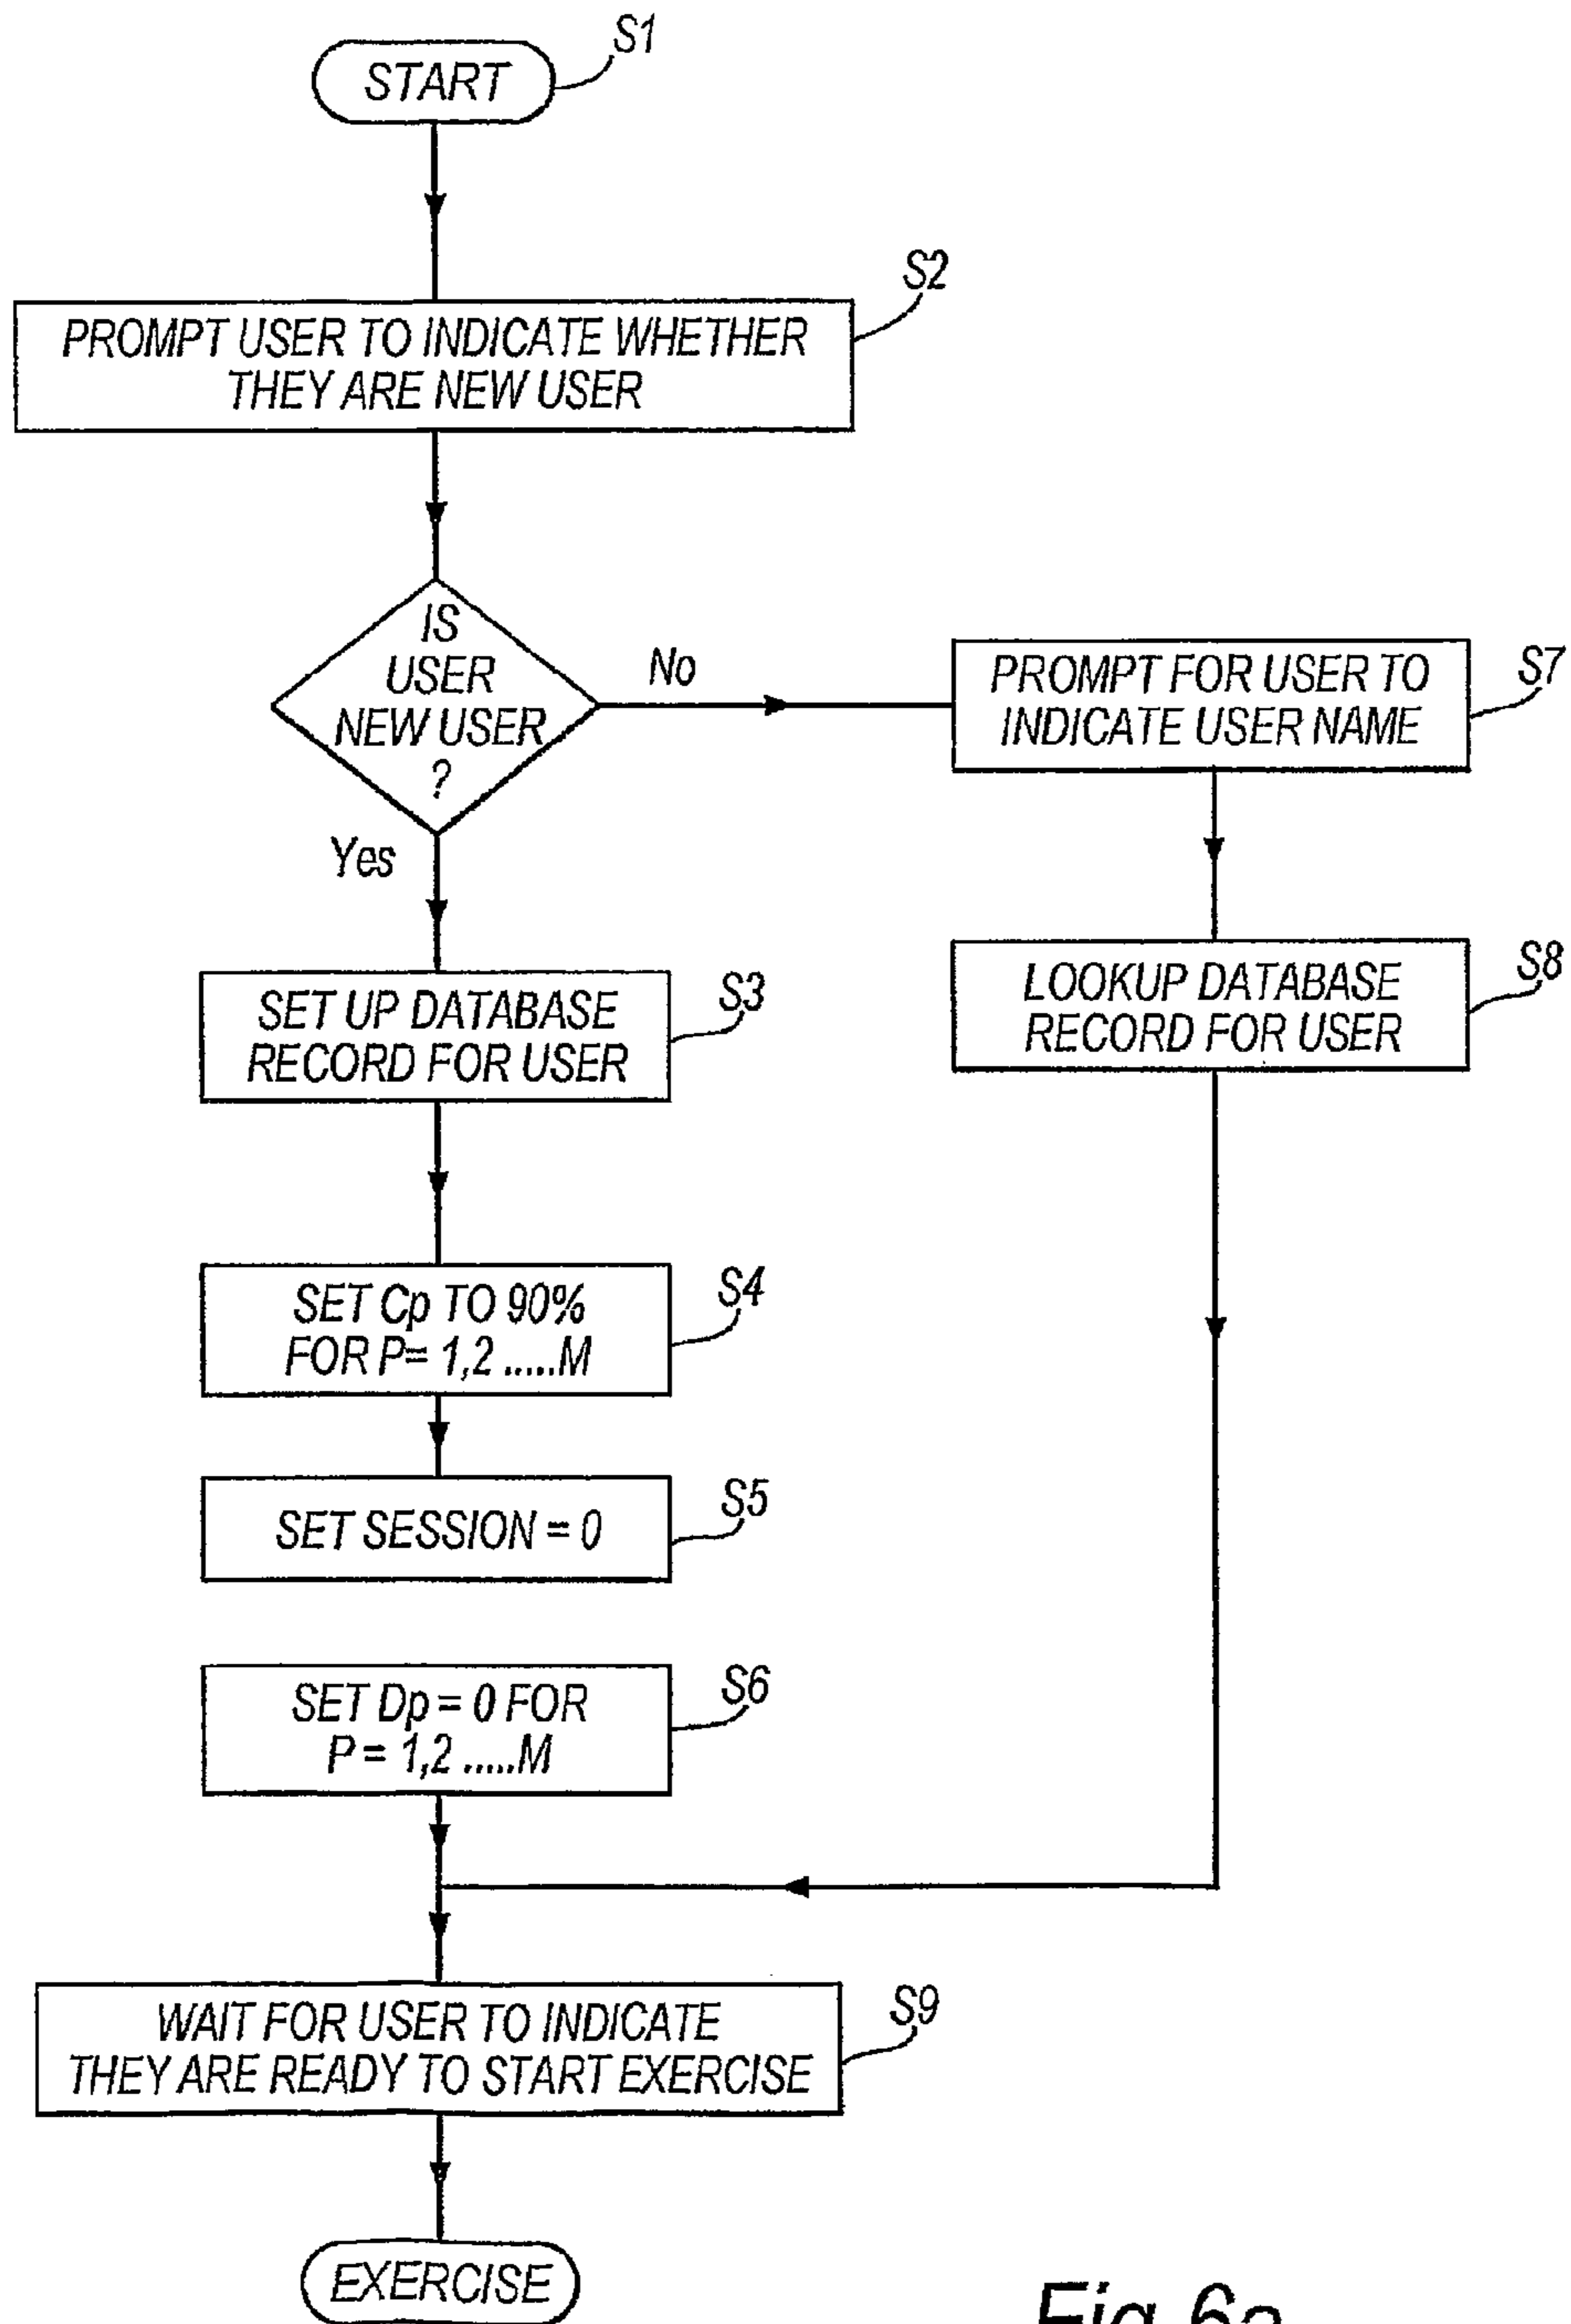 START
S1
PROMPT USER TO INDICATE WHETHER
THEY ARE NEW USER
S2
IS
USER
NEW USER
?
No
Yes
PROMPT FOR USER TO
INDICATE USER NAME
S7
LOOKUP DATABASE
RECORD FOR USER
S8
SET UP DATABASE
RECORD FOR USER
S3
SET Cp TO 90%
FOR P= 1,2 .....M
S4
SET SESSION = 0
S5
SET Dp = 0 FOR
P = 1,2 .....M
S6
WAIT FOR USER TO INDICATE
THEY ARE READY TO START EXERCISE
S9
EXERCISE
Fig 6a